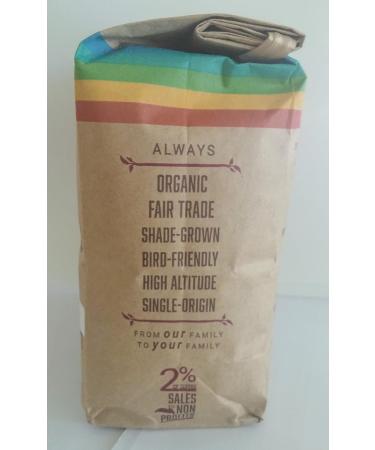 ALWAYS
ORGANIC
FAIR TRADE
SHADE-GROWN
BIRD-FRIENDLY
HIGH ALTITUDE
SINGLE-ORIGIN
FROM our FAMILY
TO your FAMILY
2%
SALES
NON
PROFITS